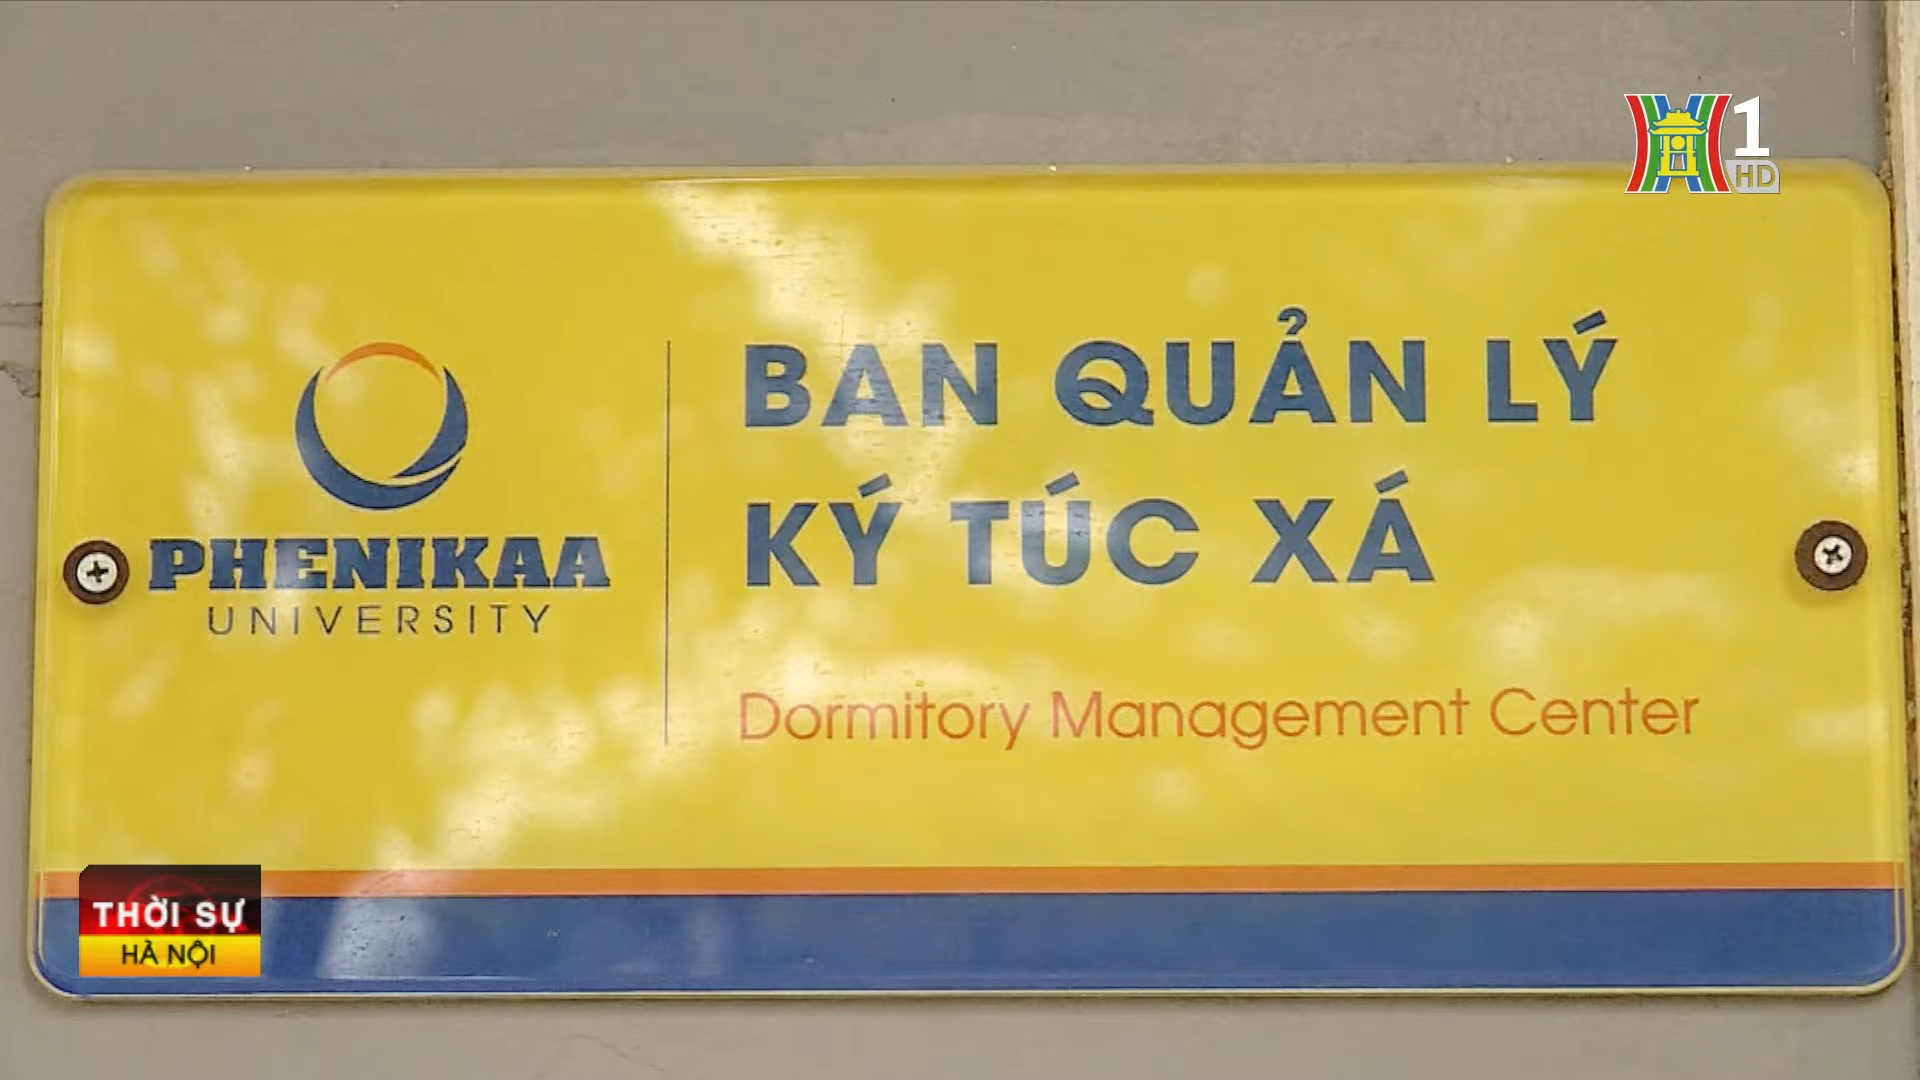 1
HD
BAN QUẢN LÝ
KÝ TÚC XÁ
PHENIKAA
UNIVERSITY
Dormitory Management Center
THỜI SỰ
HÀ NỘI